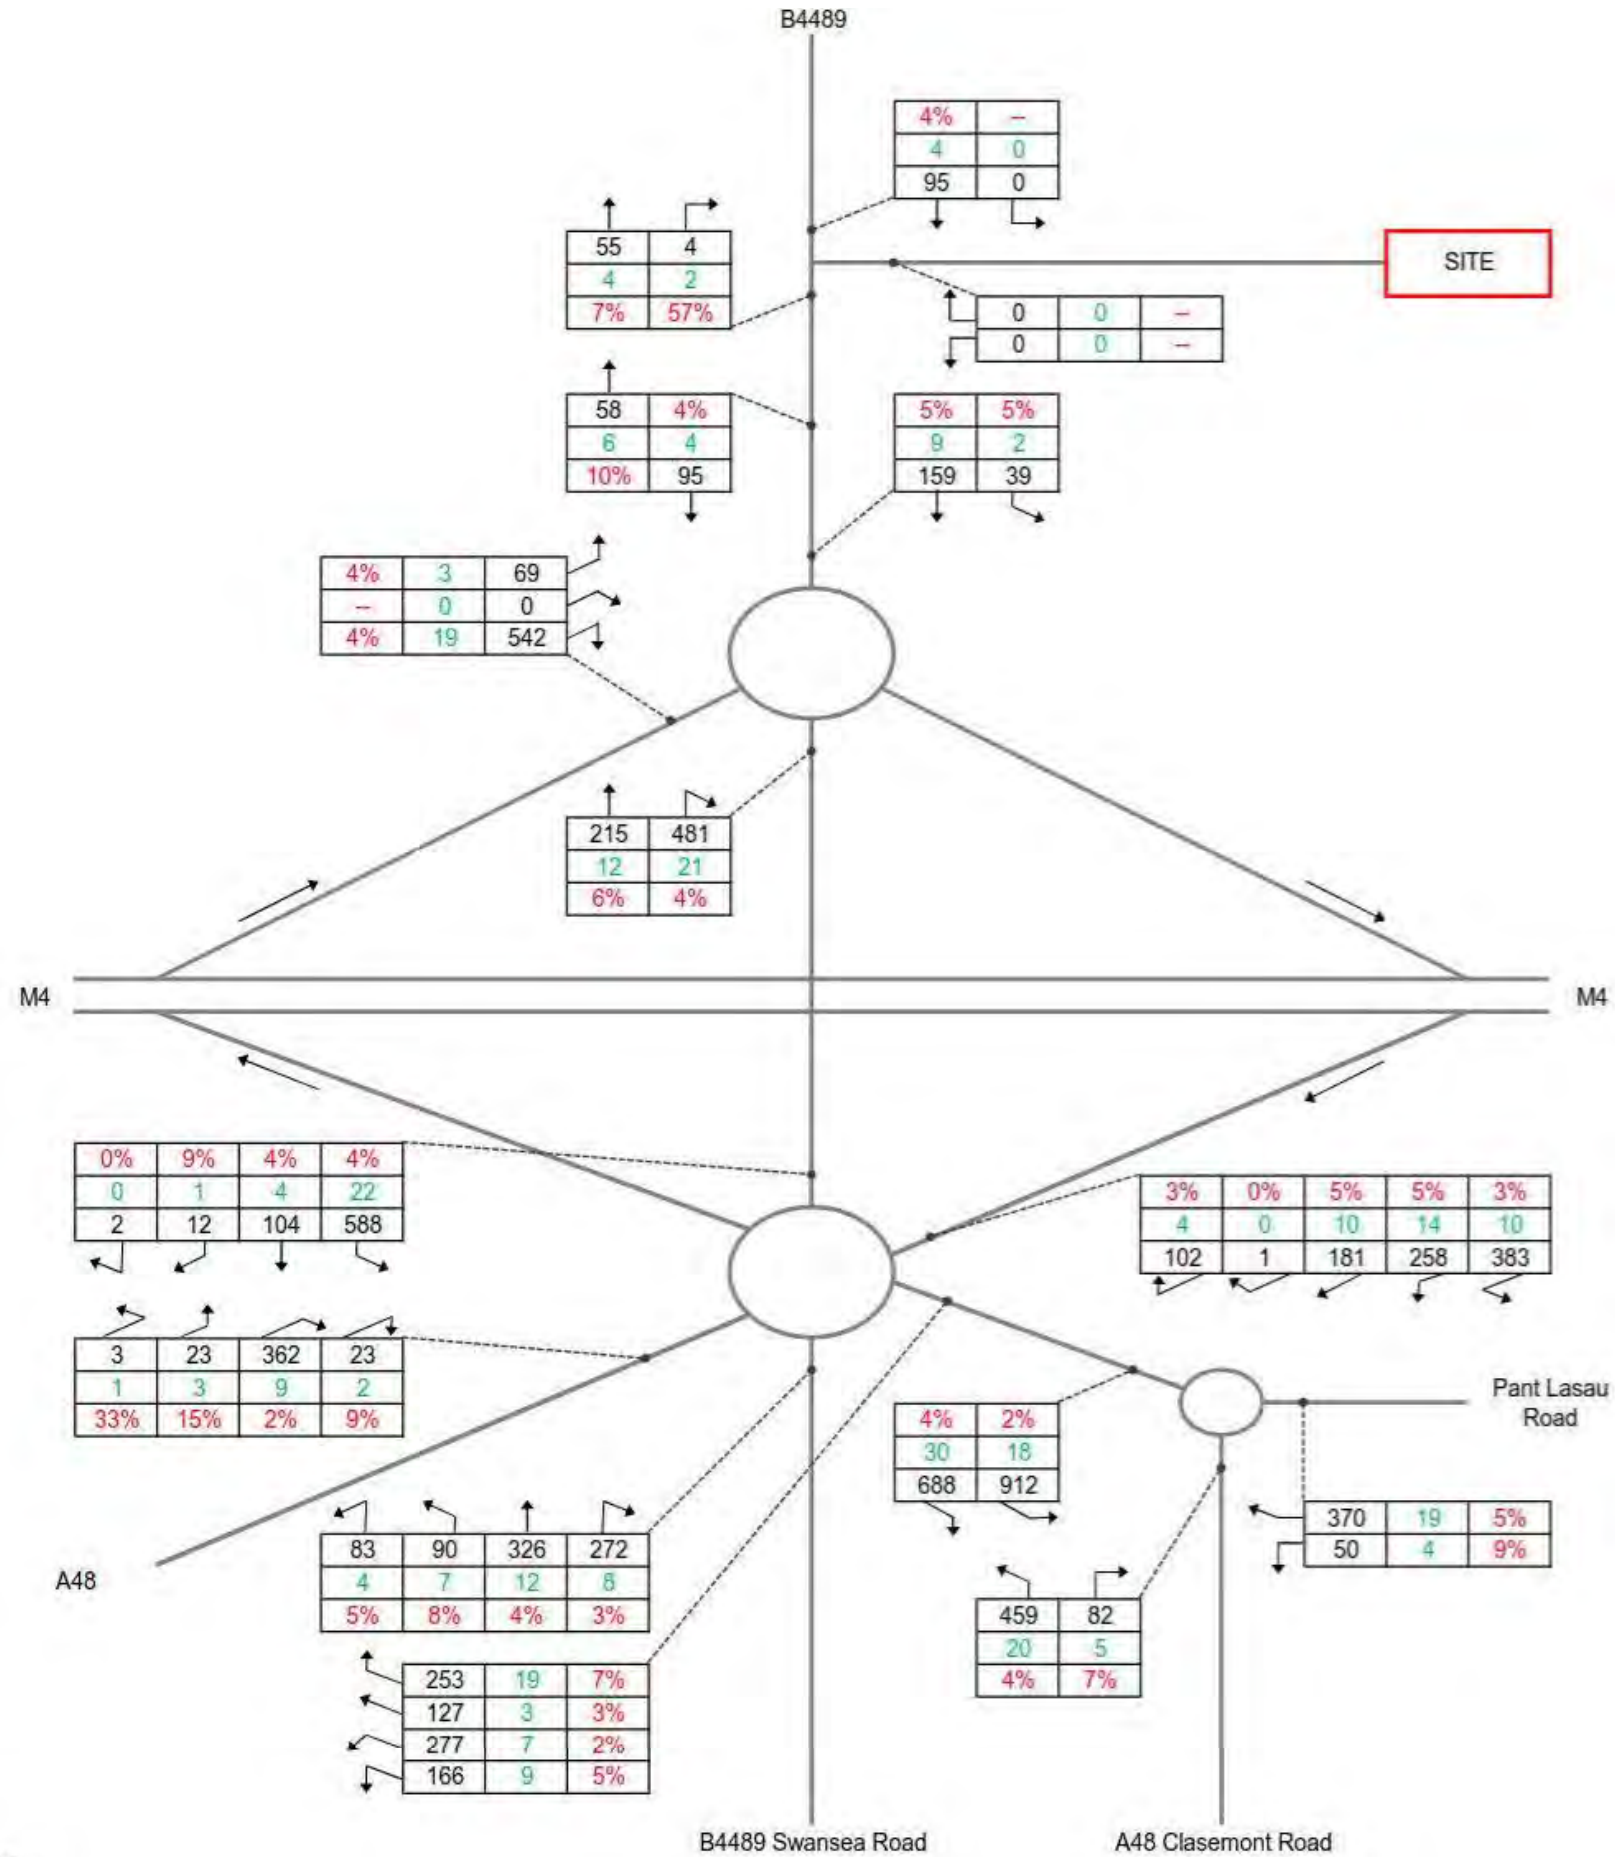 B4489
4% --
4 0
95 0
55 4
4 2
7% 57%
SITE
0 0 --
0 0 --
58 4%
6 4
10% 95
5% 5%
9 2
159 39
4% 3 69
-- 0 0
4% 19 542
215 481
12 21
6% 4%
M4
M4
0% 9% 4% 4%
0 1 4 22
2 12 104 588
3% 0% 5% 5% 3%
4 0 10 14 10
102 1 181 258 383
3 23 362 23
1 3 9 2
33% 15% 2% 9%
Pant Lasau
Road
4% 2%
30 18
688 912
370 19 5%
50 4 9%
83 90 326 272
4 7 12 8
5% 8% 4% 3%
A48
459 82
20 5
4% 7%
253 19 7%
127 3 3%
277 7 2%
166 9 5%
B4489 Swansea Road
A48 Clasemont Road